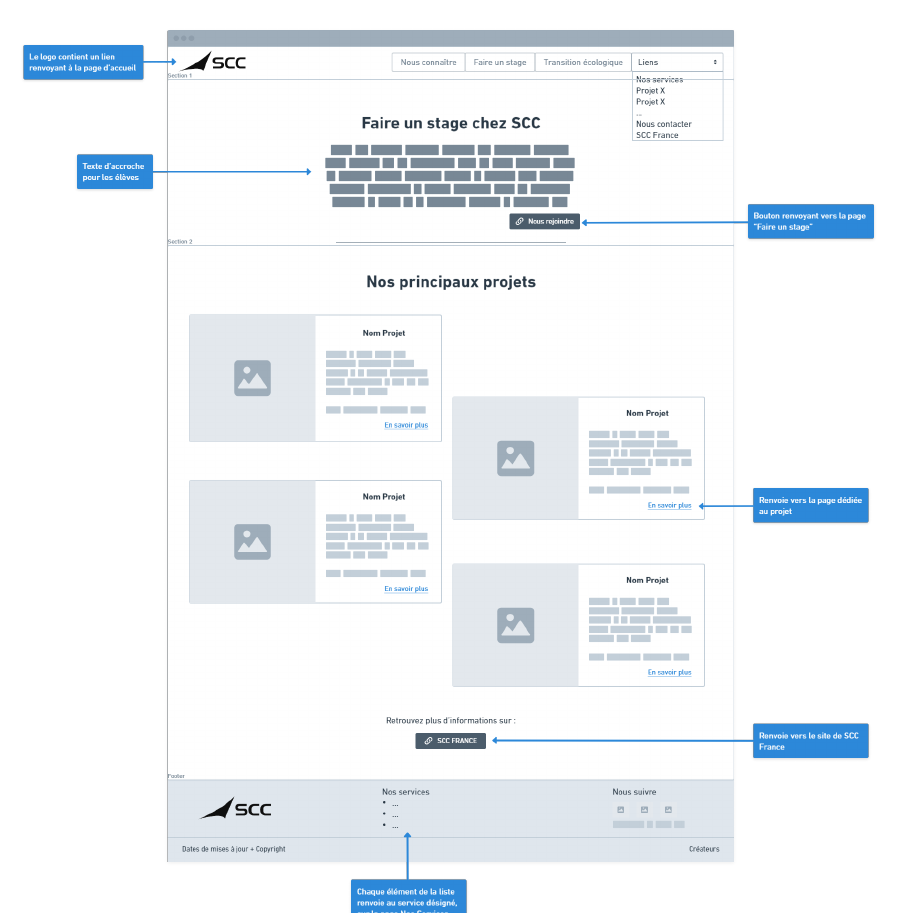 Le logo contient un lien
renvoyant à la page d'accueil
SCC
Nous connaître
Faire un stage
Transition écologique
Liens
Section 1
Nos services
Projet X
Projet X
...
Nous contacter
SCC France
Faire un stage chez SCC
Texte d'accroche
pour les élèves
Nous rejoindre
Bouton renvoyant vers la page
"Faire un stage"
Section 2
Nos principaux projets
Nom Projet
En savoir plus
Nom Projet
En savoir plus
Nom Projet
En savoir plus
Renvoie vers la page dédiée
au projet
Nom Projet
En savoir plus
Retrouvez plus d'informations sur :
SCC FRANCE
Renvoie vers le site de SCC
France
Footer
SCC
Nos services
• ...
• ...
• ...
Nous suivre
Dates de mises à jour + Copyright
Créateurs
Chaque élément de la liste
renvoie au service désigné,